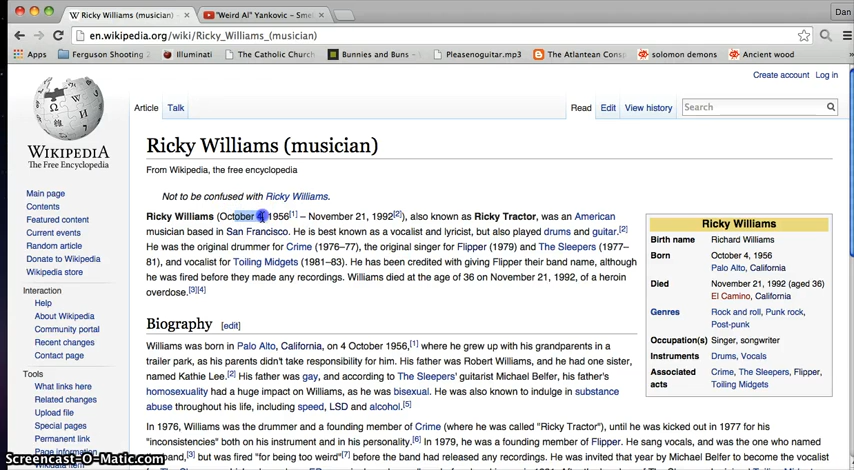 Ricky Williams (musician) -
"Weird Al" Yankovic - Sme
Dan
en.wikipedia.org/wiki/Ricky_Williams_(musician)
Apps Ferguson Shooting Illuminati The Catholic Church Bunnies and Buns - Pleasenoguitar.mp3 The Atlantean Cons solomon demons Ancient wood
Create account Log in
Article Talk Read Edit View history Search
WIKIPEDIA
The Free Encyclopedia
Main page
Contents
Featured content
Current events
Random article
Donate to Wikipedia
Wikipedia store
Interaction
Help
About Wikipedia
Community portal
Recent changes
Contact page
Tools
What links here
Related changes
Upload file
Special pages
Permanent link
Page information
Ricky Williams (musician)
From Wikipedia, the free encyclopedia
Not to be confused with Ricky Williams.
Ricky Williams (October 4, 1956[1] – November 21, 1992[2]), also known as Ricky Tractor, was an American
musician based in San Francisco. He is best known as a vocalist and lyricist, but also played drums and guitar.[2]
He was the original drummer for Crime (1976–77), the original singer for Flipper (1979) and The Sleepers (1977–
81), and vocalist for Toiling Midgets (1981–83). He has been credited with giving Flipper their band name, although
he was fired before they made any recordings. Williams died at the age of 36 on November 21, 1992, of a heroin
overdose.[3][4]
Ricky Williams
Birth name Richard Williams
Born October 4, 1956
Palo Alto, California
Died November 21, 1992 (aged 36)
El Camino, California
Genres Rock and roll, Punk rock,
Post-punk
Occupation(s) Singer, songwriter
Instruments Drums, Vocals
Associated Crime, The Sleepers, Flipper,
acts Toiling Midgets
Biography [edit]
Williams was born in Palo Alto, California, on 4 October 1956,[1] where he grew up with his grandparents in a
trailer park, as his parents didn't take responsibility for him. His father was Robert Williams, and he had one sister,
named Kathie Lee.[2] His father was gay, and according to The Sleepers' guitarist Michael Belfer, his father's
homosexuality had a huge impact on Williams, as he was bisexual. He was also known to indulge in substance
abuse throughout his life, including speed, LSD and alcohol.[5]
In 1976, Williams was the drummer and a founding member of Crime (where he was called "Ricky Tractor"), until he was kicked out in 1977 for his
"inconsistencies" both on his instrument and in his personality.[6] In 1979, he was a founding member of Flipper. He sang vocals, and was the one who named
band,[3] but was fired "for being too weird"[7] before the band had released any recordings. He was invited that year by Michael Belfer to become the vocalist
Screencast-O-Matic.com